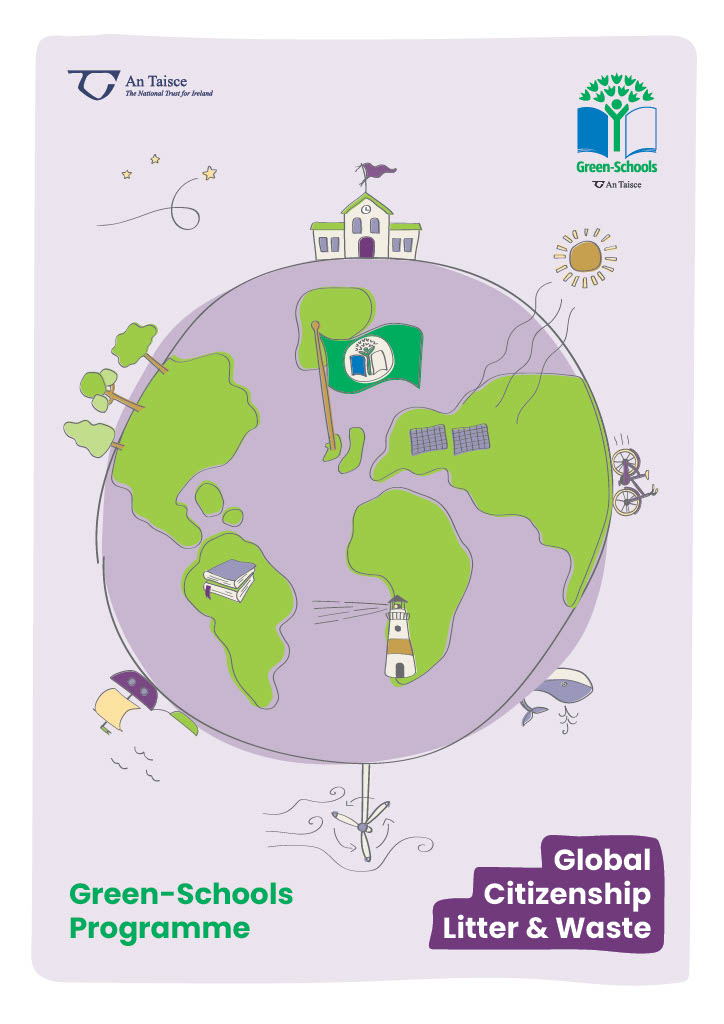 An Taisce
The National Trust for Ireland
Green-Schools
An Taisce
Green-Schools
Programme
Global
Citizenship
Litter & Waste